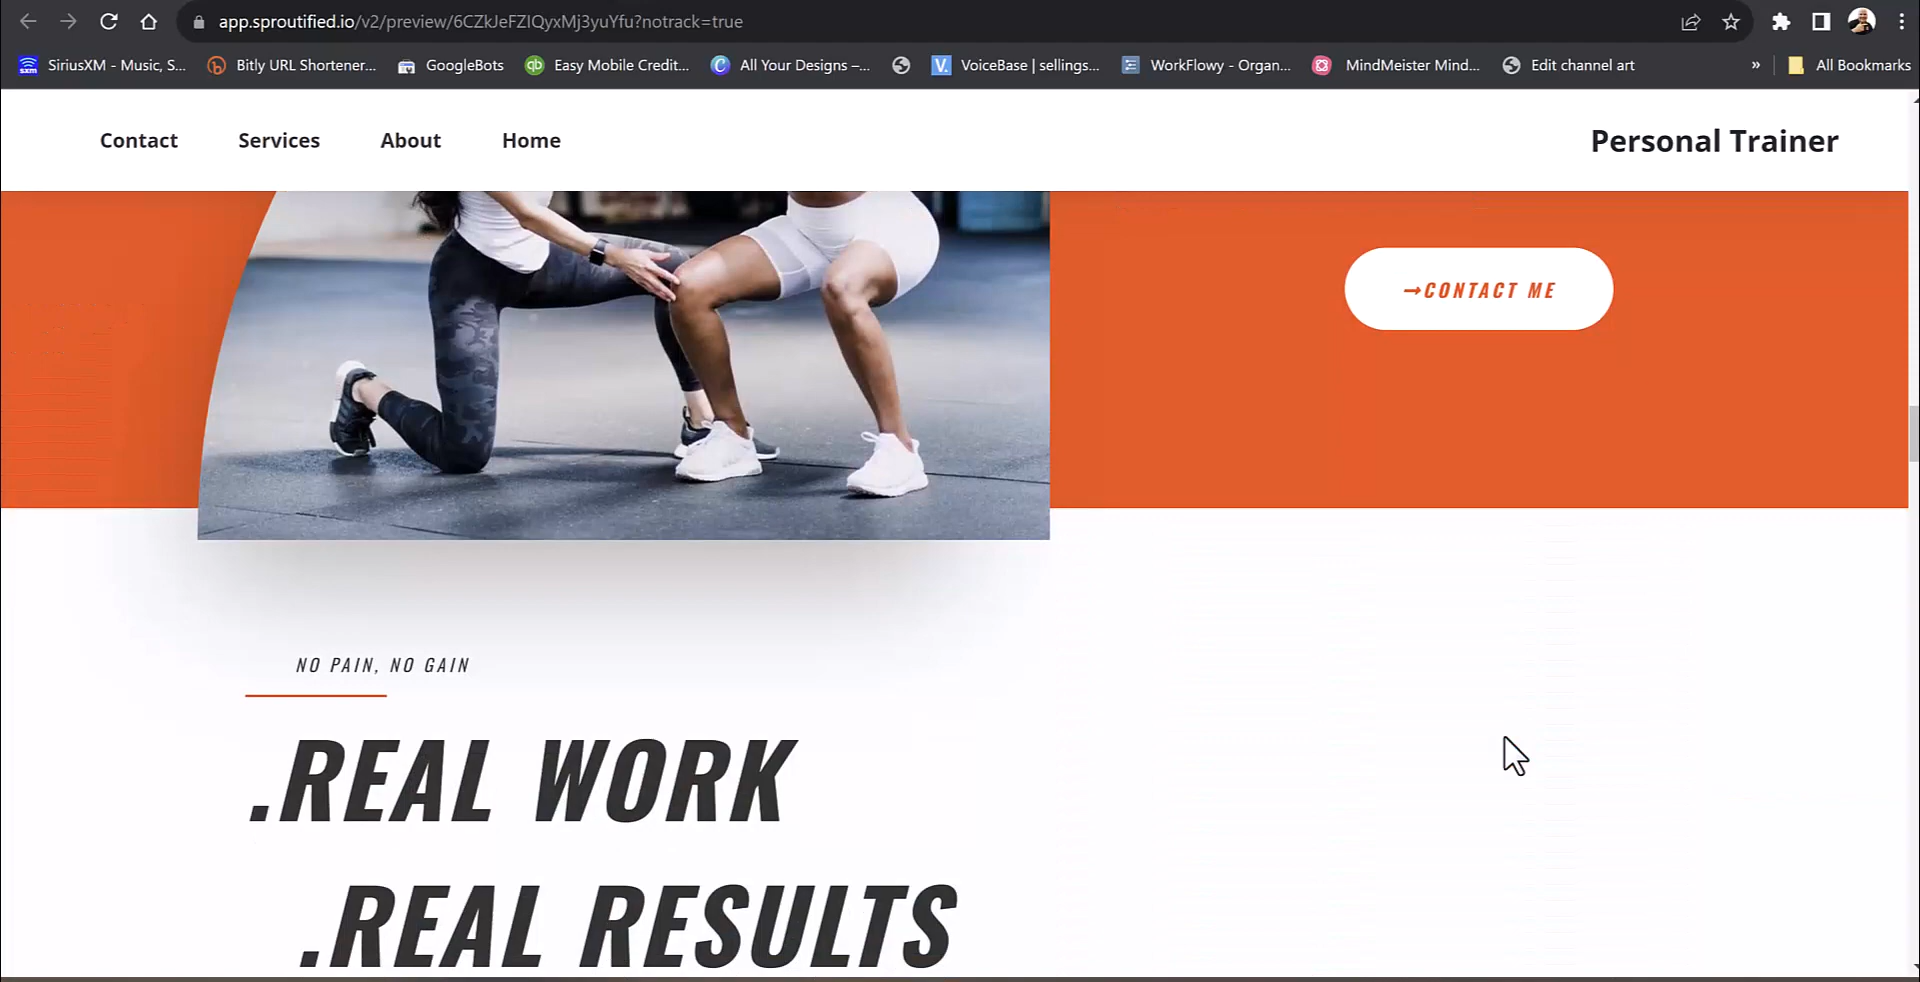 app.sproutified.io/v2/preview/6CZkJeFZIQyxMj3yuYfu?notrack=true
SiriusXM - Music, S... Bitly URL Shortener... GoogleBots Easy Mobile Credit... All Your Designs –... VoiceBase | sellings... WorkFlowy - Organ... MindMeister Mind... Edit channel art » All Bookmarks
Contact Services About Home Personal Trainer
→CONTACT ME
NO PAIN, NO GAIN
.REAL WORK
.REAL RESULTS